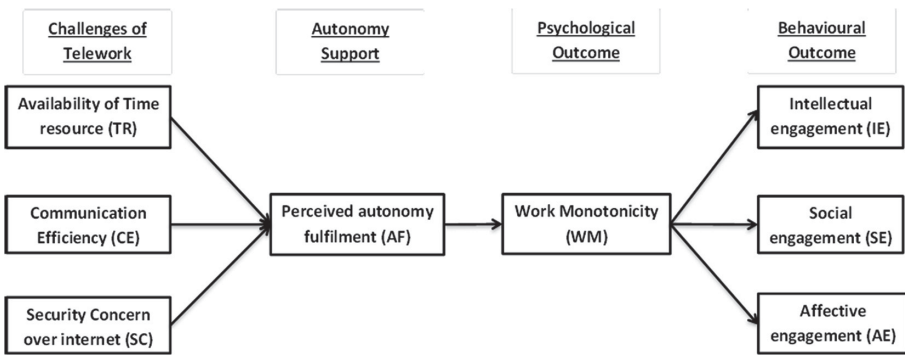 Challenges of
Telework
Autonomy
Support
Psychological
Outcome
Behavioural
Outcome
Availability of Time
resource (TR)
Communication
Efficiency (CE)
Security Concern
over internet (SC)
Perceived autonomy
fulfilment (AF)
Work Monotonicity
(WM)
Intellectual
engagement (IE)
Social
engagement (SE)
Affective
engagement (AE)